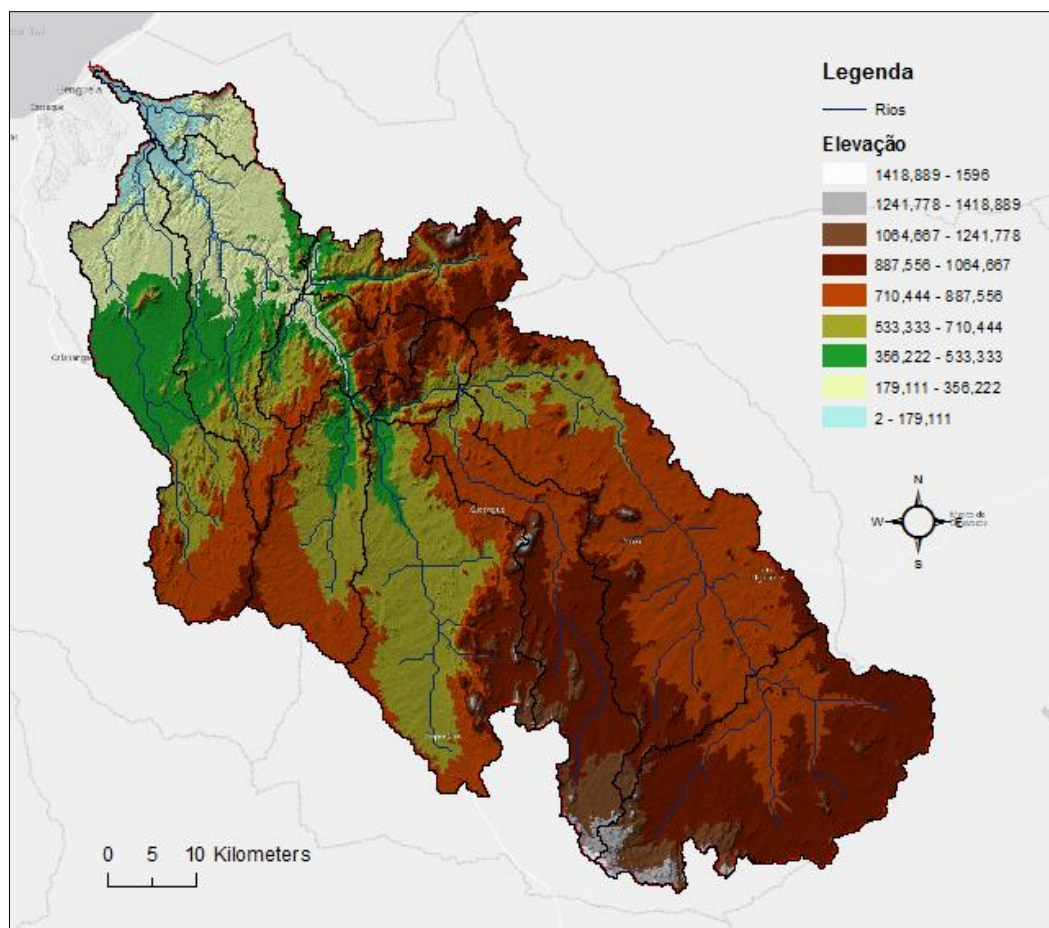 Legenda
Rios
Elevação
1418,889 - 1596
1241,778 - 1418,889
1064,667 - 1241,778
887,556 - 1064,667
710,444 - 887,556
533,333 - 710,444
356,222 - 533,333
179,111 - 356,222
2 - 179,111
N
W
E
S
0 5 10 Kilometers